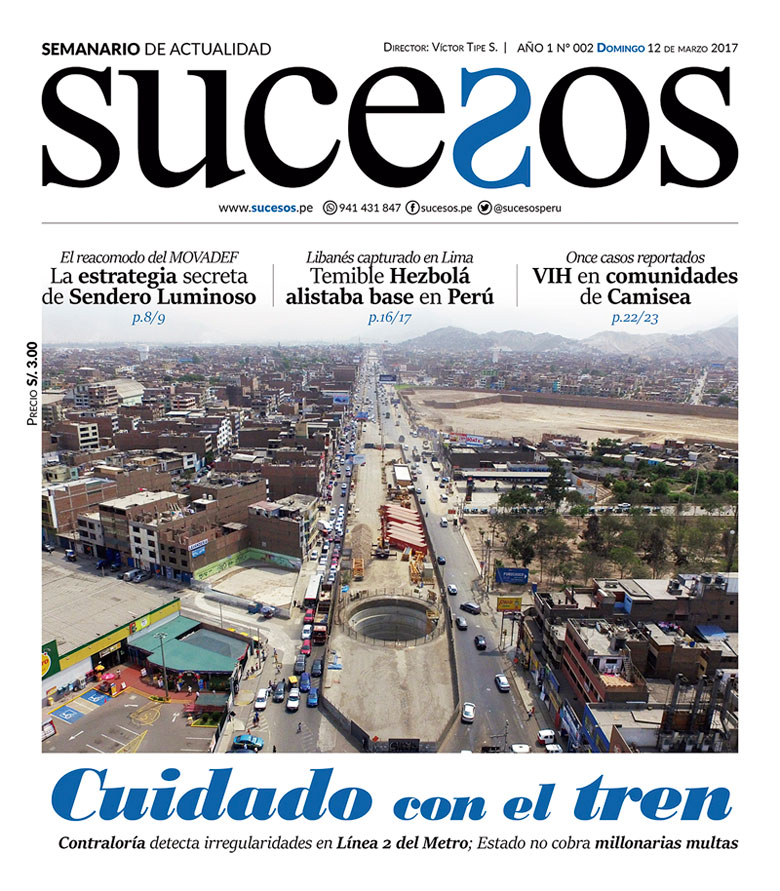 SEMANARIO DE ACTUALIDAD
DIRECTOR: VÍCTOR TIPE S. | AÑO 1 Nº 002 DOMINGO 12 DE MARZO 2017
sucesos
www.sucesos.pe 941 431 847 sucesos.pe @sucesosperu
El reacomodo del MOVADEF
La estrategia secreta
de Sendero Luminoso
p.8/9
Libanés capturado en Lima
Temible Hezbolá
alistaba base en Perú
p.16/17
Once casos reportados
VIH en comunidades
de Camisea
p.22/23
PRECIO S/. 3.00
Cuidado con el tren
Contraloría detecta irregularidades en Línea 2 del Metro; Estado no cobra millonarias multas